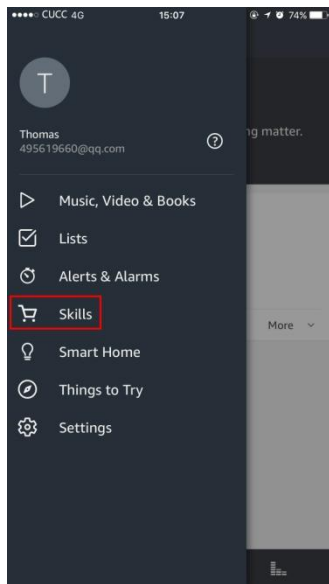 CUCC 4G 15:07 74%
T
Thomas
495619660@qq.com
ng matter.
Music, Video & Books
Lists
Alerts & Alarms
Skills
More
Smart Home
Things to Try
Settings